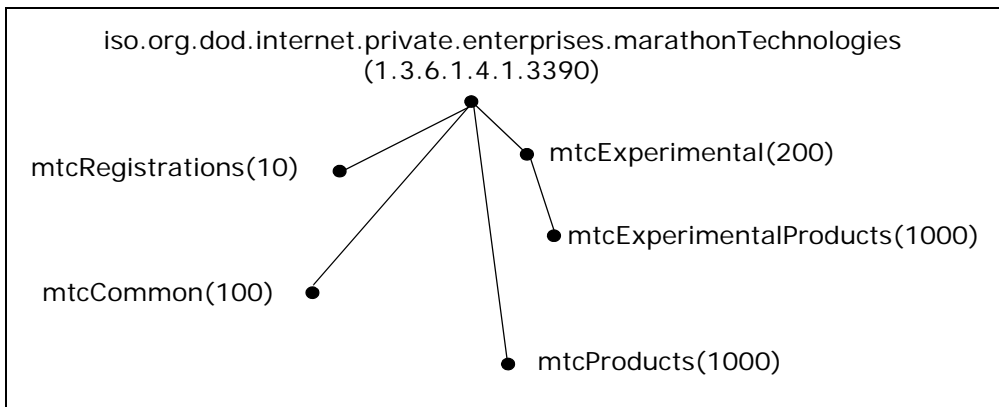 iso.org.dod.internet.private.enterprises.marathonTechnologies
(1.3.6.1.4.1.3390)
mtcRegistrations(10)
mtcExperimental(200)
mtcExperimentalProducts(1000)
mtcCommon(100)
mtcProducts(1000)